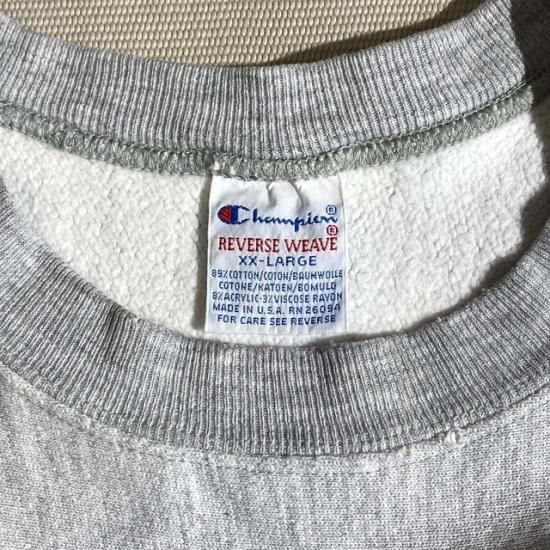 Champion®
REVERSE WEAVE®
XX-LARGE
89%COTTON/COTON/BAUMWOLLE
COTONE/KATOEN/BOMULD
8%ACRYLIC·3%VISCOSE RAYON
MADE IN U.S.A. RN 26094
FOR CARE SEE REVERSE